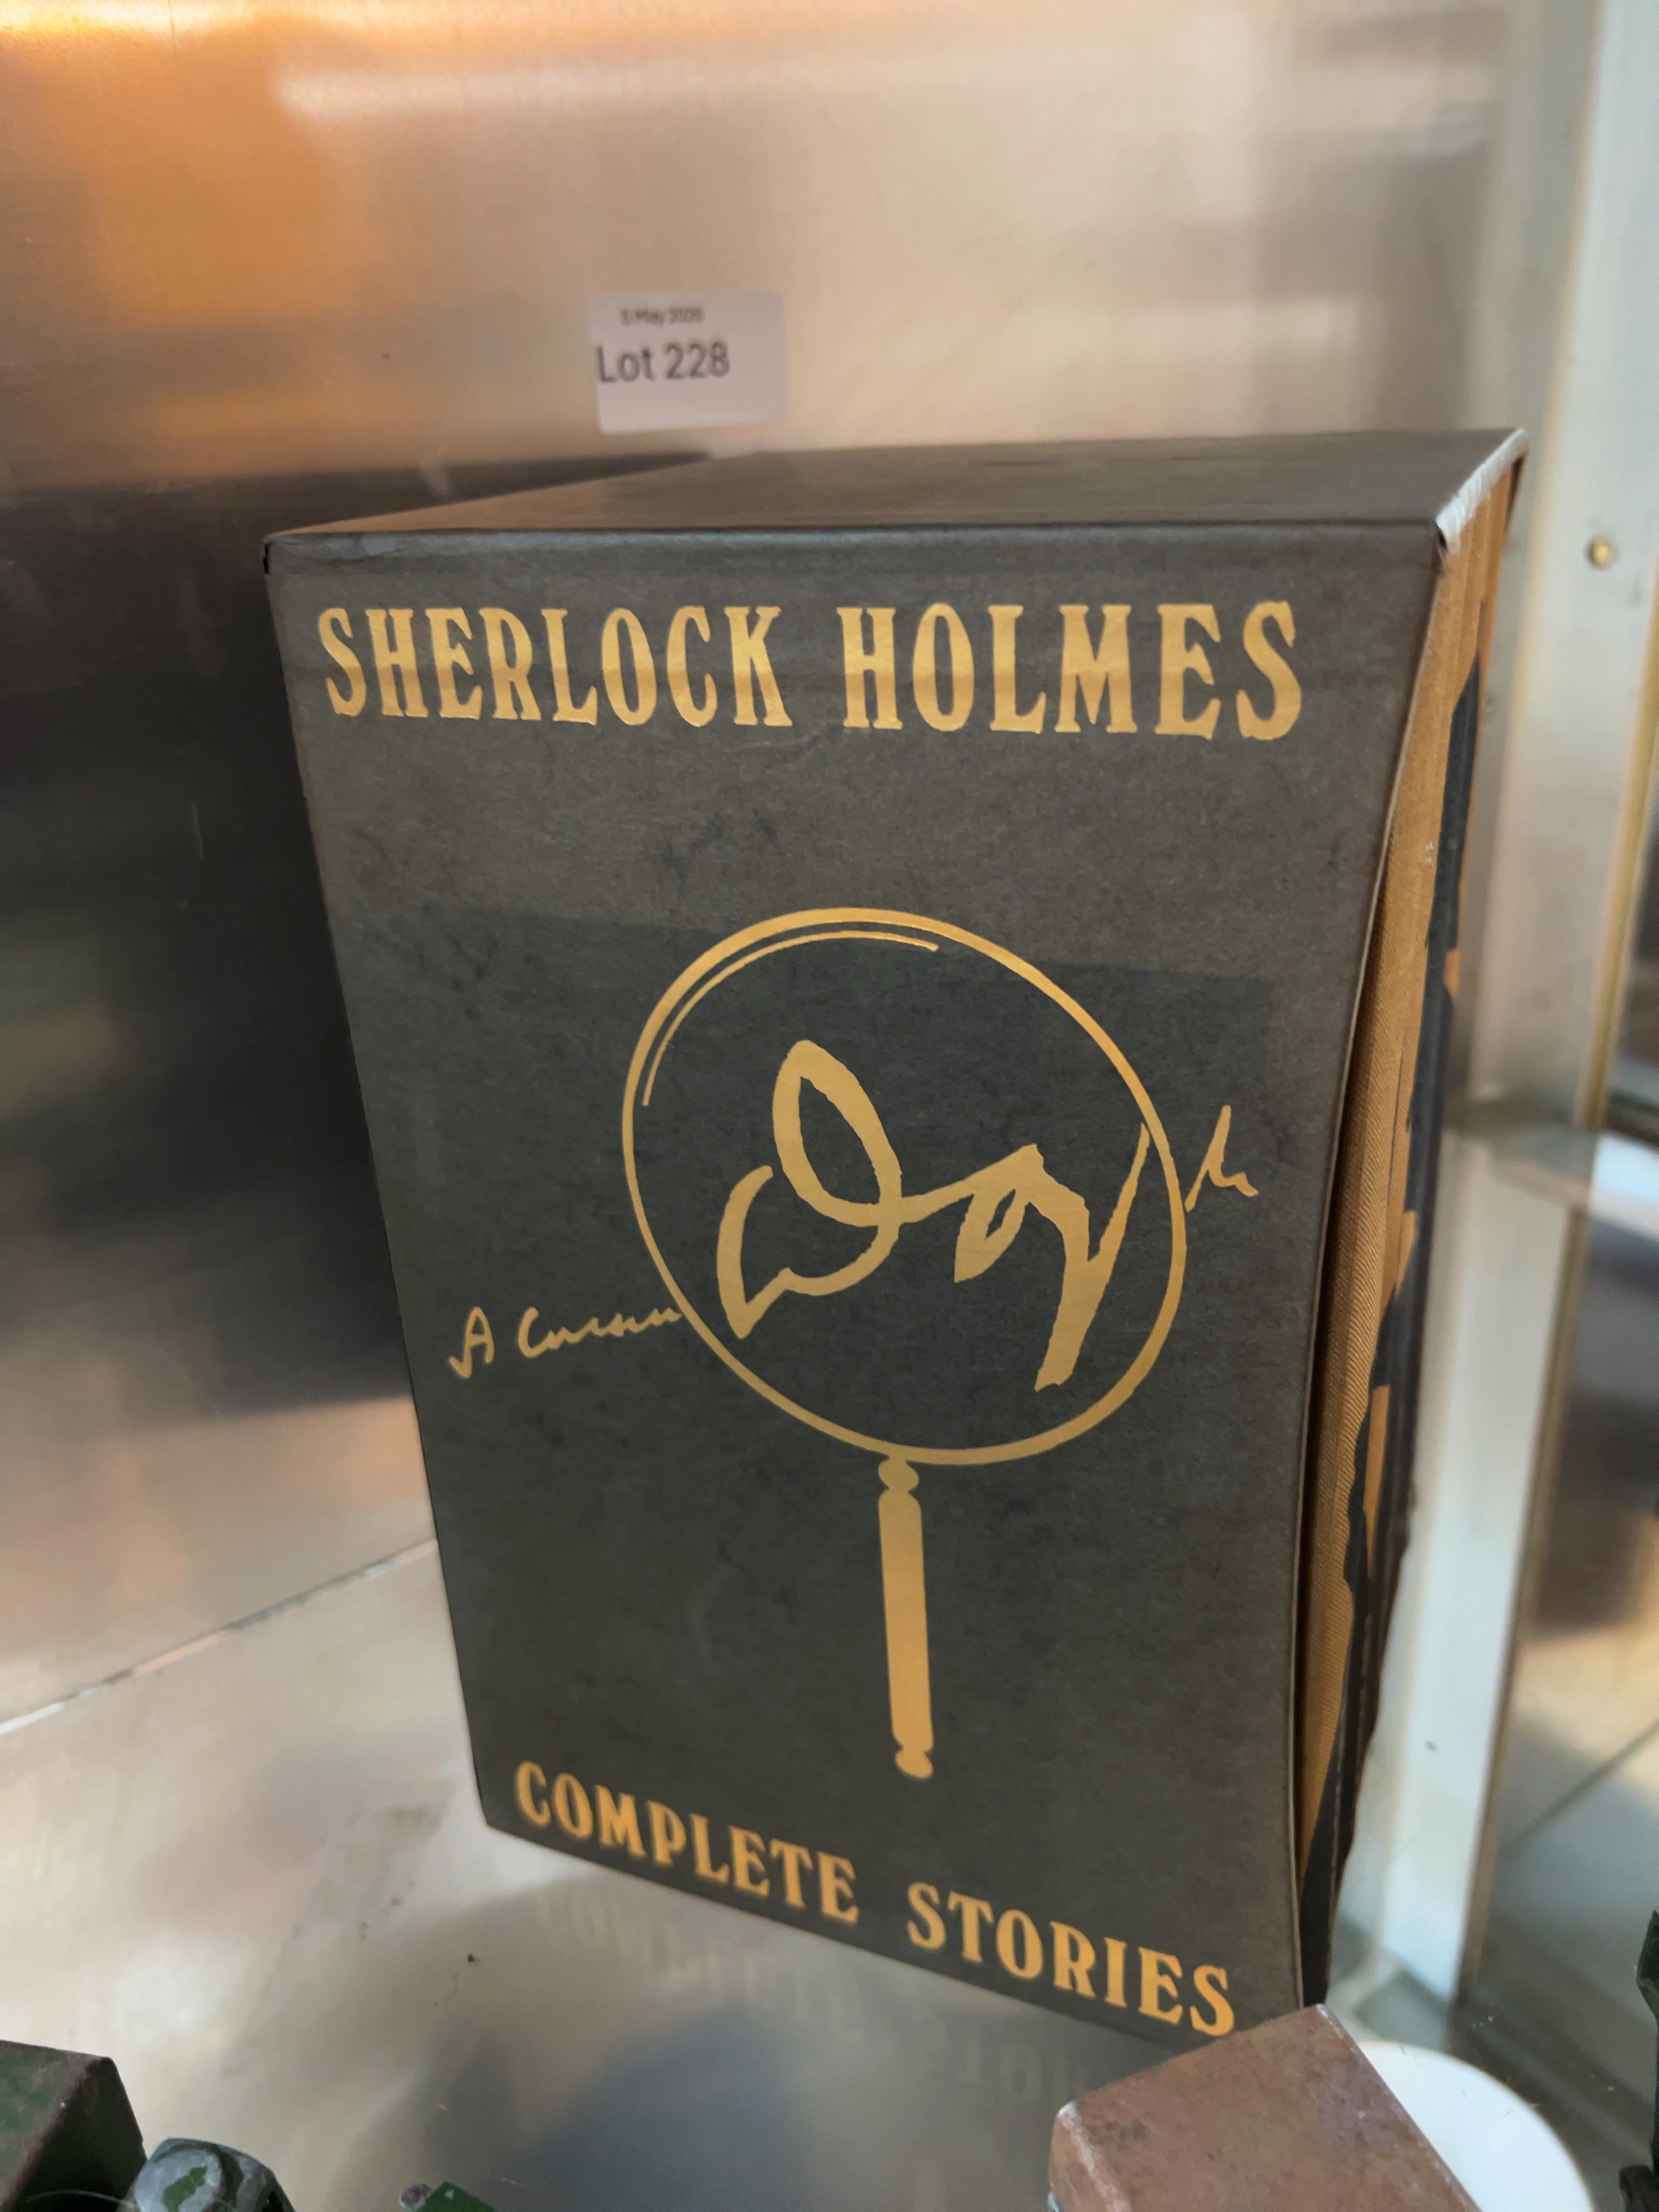 Lot 228
SHERLOCK HOLMES
A Conan Doyle
COMPLETE STORIES